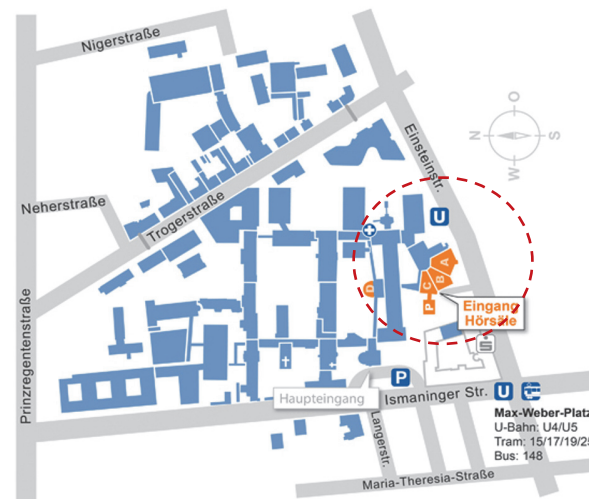 Nigerstraße
Einsteinstr.
O
N
S
W
Neherstraße
Trogerstraße
U
A
B
C
D
P
Eingang
Hörsäle
Prinzregentenstraße
S
P
Haupteingang
Ismaninger Str.
U
Langerstr.
Max-Weber-Platz
U-Bahn: U4/U5
Tram: 15/17/19/25
Bus: 148
Maria-Theresia-Straße